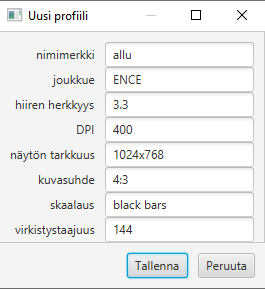 Uusi profiili
nimimerkki allu
joukkue ENCE
hiiren herkkyys 3.3
DPI 400
näytön tarkkuus 1024x768
kuvasuhde 4:3
skaalaus black bars
virkistystaajuus 144
Tallenna Peruuta